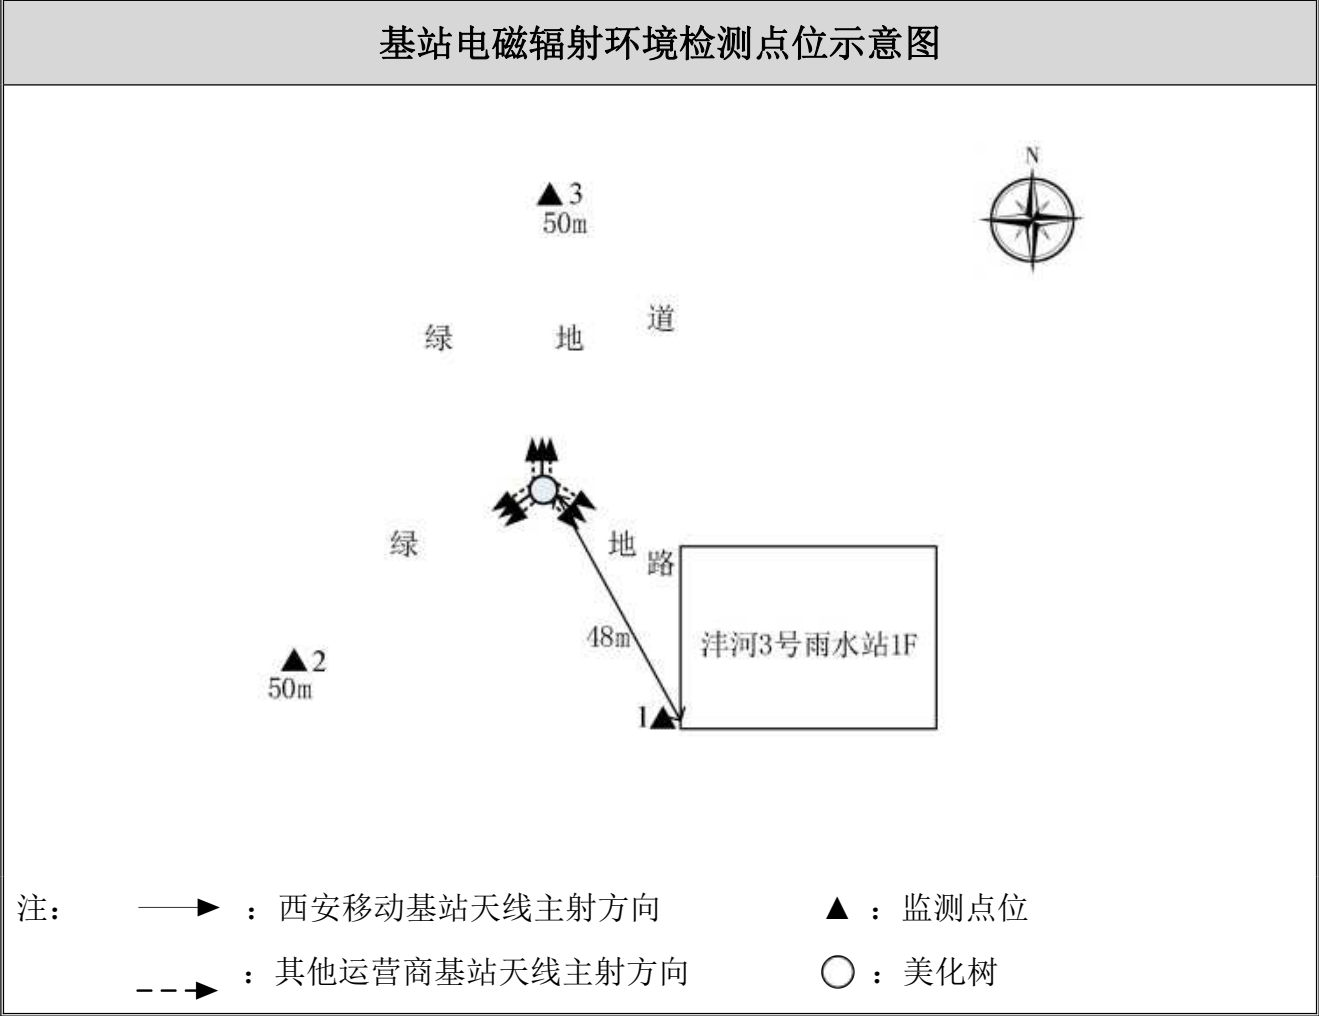 基站电磁辐射环境检测点位示意图
N
▲3
50m
道
绿 地
绿 地
路
48m
沣河3号雨水站1F
▲2
50m
1▲
注：
：西安移动基站天线主射方向
▲：监测点位
：其他运营商基站天线主射方向
：美化树